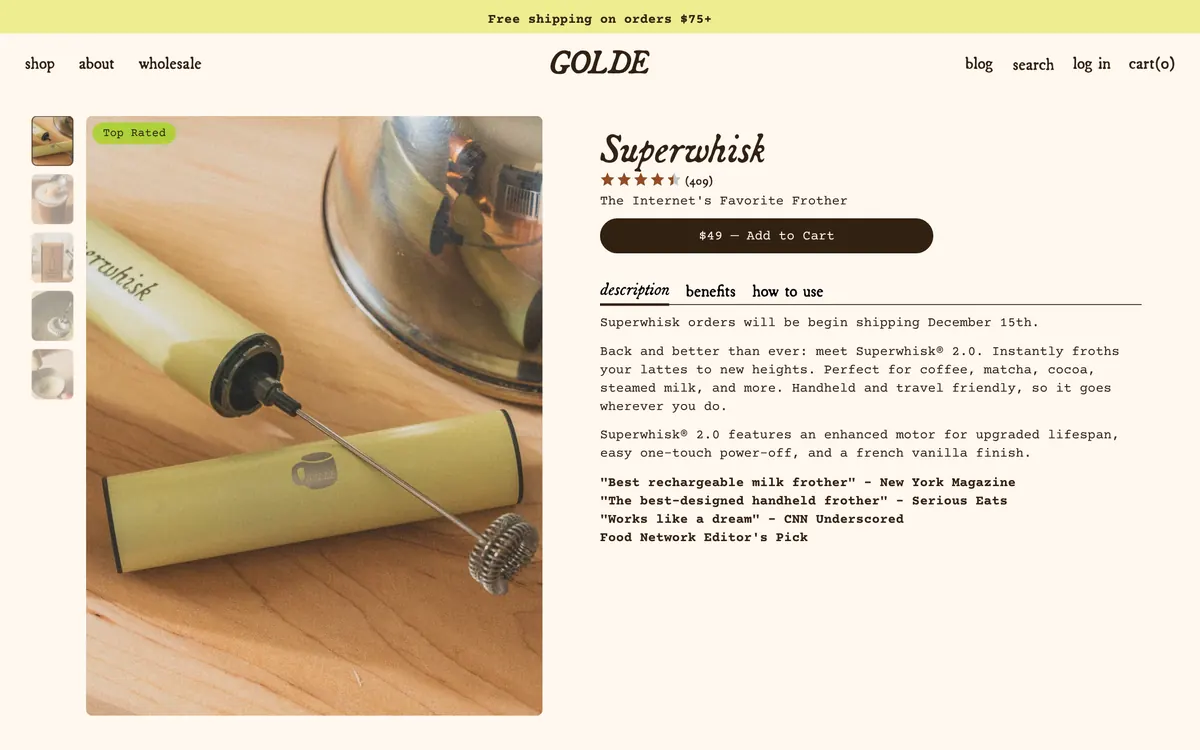 Free shipping on orders $75+
shop about wholesale
GOLDE
blog search log in cart(0)
Top Rated
Superwhisk
Superwhisk
(409)
The Internet's Favorite Frother
$49 — Add to Cart
description benefits how to use
Superwhisk orders will be begin shipping December 15th.
Back and better than ever: meet Superwhisk® 2.0. Instantly froths
your lattes to new heights. Perfect for coffee, matcha, cocoa,
steamed milk, and more. Handheld and travel friendly, so it goes
wherever you do.
Superwhisk® 2.0 features an enhanced motor for upgraded lifespan,
easy one-touch power-off, and a french vanilla finish.
"Best rechargeable milk frother" - New York Magazine
"The best-designed handheld frother" - Serious Eats
"Works like a dream" - CNN Underscored
Food Network Editor's Pick